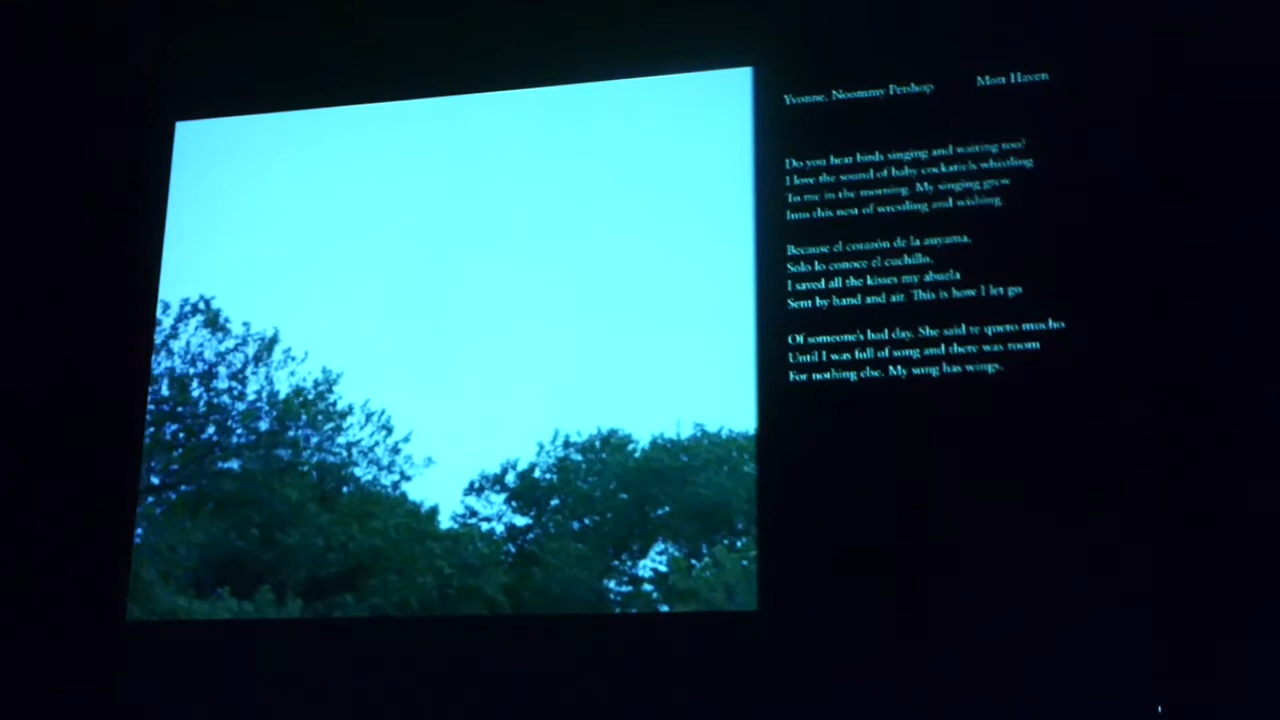 Yvonne, Noommy Petshop Mott Haven
Do you hear birds singing and waiting too?
I love the sound of baby cockatiels whistling
To me in the morning. My singing grew
Into this nest of wrestling and wishing
Because el corazón de la auyama,
Solo lo conoce el cuchillo.
I saved all the kisses my abuela
Sent by hand and air. This is how I let go
Of someone's bad day. She said te quero mucho
Until I was full of song and there was room
For nothing else. My song has wings.